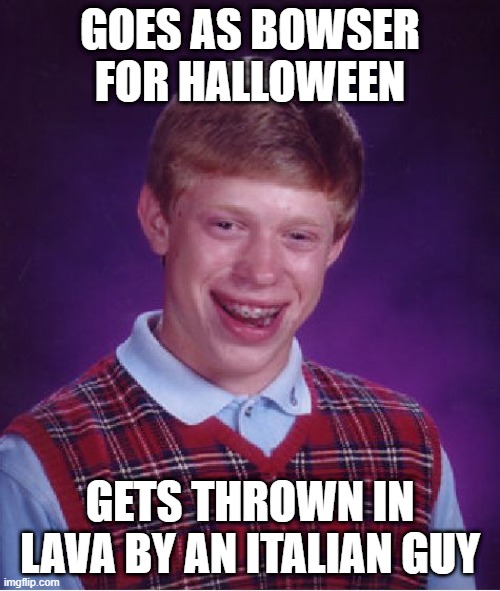 GOES AS BOWSER
FOR HALLOWEEN
GETS THROWN IN
LAVA BY AN ITALIAN GUY
imgflip.com